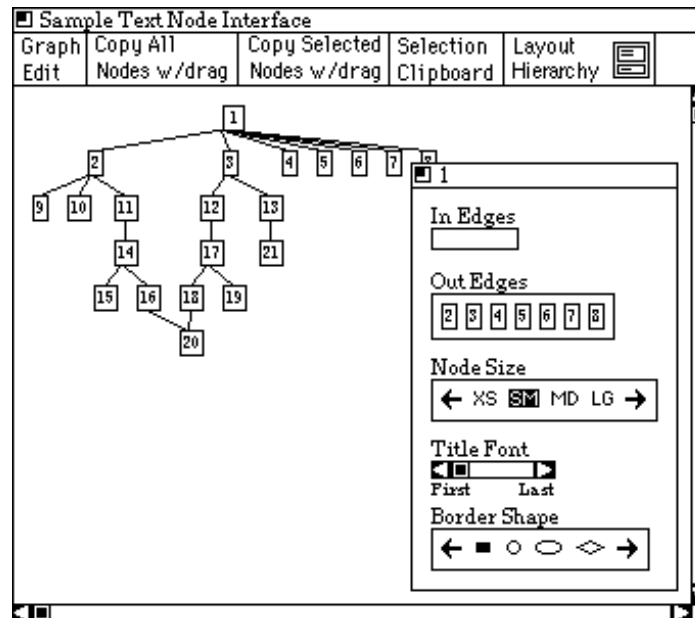 Sample Text Node Interface
Graph Copy All Copy Selected Selection Layout
Edit Nodes w/drag Nodes w/drag Clipboard Hierarchy
1
2 3 4 5 6 7 8
9 10 11 12 13
14 17 21
15 16 18 19
20
1
In Edges
Out Edges
2 3 4 5 6 7 8
Node Size
XS SM MD LG
Title Font
First Last
Border Shape